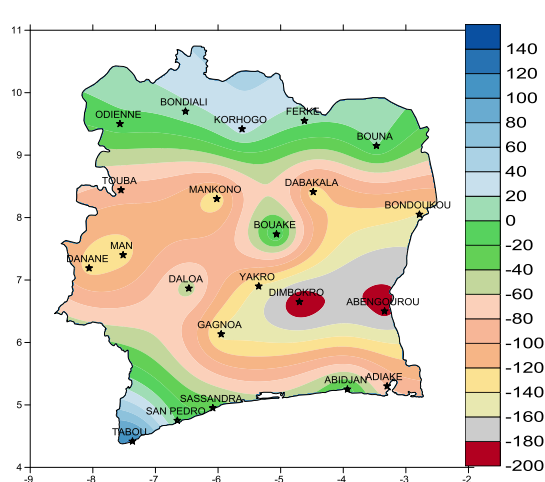 11
140
120
10
BONDIALI
100
ODIENNE
KORHOGO
FERKE
80
BOUNA
60
9
40
TOUBA
MANKONO
DABAKALA
20
BONDOUKOU
8
0
BOUAKE
-20
MAN
DANANE
-40
7
DALOA
YAKRO
-60
DIMBOKRO
ABENGOUROU
-80
GAGNOA
6
-100
-120
ABIDJAN
ADIAKE
-140
5
SASSANDRA
SAN PEDRO
-160
TABOU
-180
4
-200
-9 -8 -7 -6 -5 -4 -3 -2